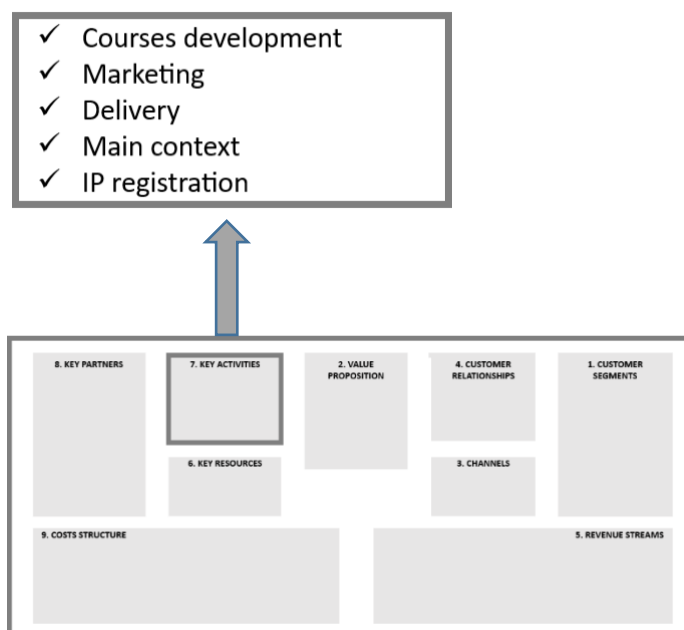 ✓ Courses development
✓ Marketing
✓ Delivery
✓ Main context
✓ IP registration
8. KEY PARTNERS
7. KEY ACTIVITIES
2. VALUE
PROPOSITION
4. CUSTOMER
RELATIONSHIPS
1. CUSTOMER
SEGMENTS
6. KEY RESOURCES
3. CHANNELS
9. COSTS STRUCTURE
5. REVENUE STREAMS